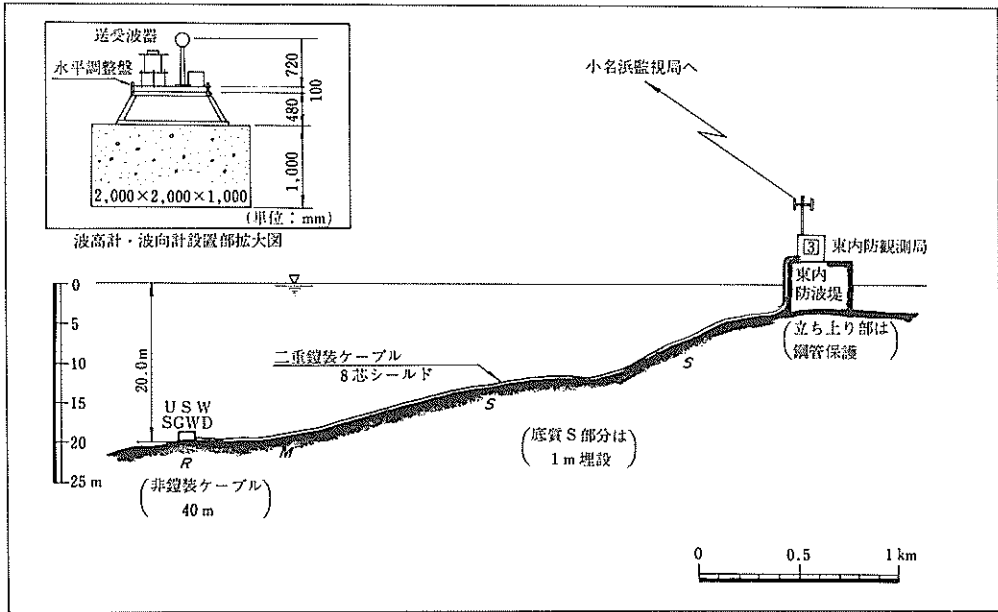 送受波器
水平調整盤
720
100
480
1,000
2,000×2,000×1,000
(単位：mm)
波高計・波向計設置部拡大図
小名浜監視局へ
3 東内防観測局
東内
防波堤
(立ち上り部は
鋼管保護)
0
-5
-10
-15
-20
-25 m
20.0m
二重鎧装ケーブル
8芯シールド
USW
SGWD
R
M
S
S
(非鎧装ケーブル
40 m)
(底質S部分は
1m埋設)
0 0.5 1 km